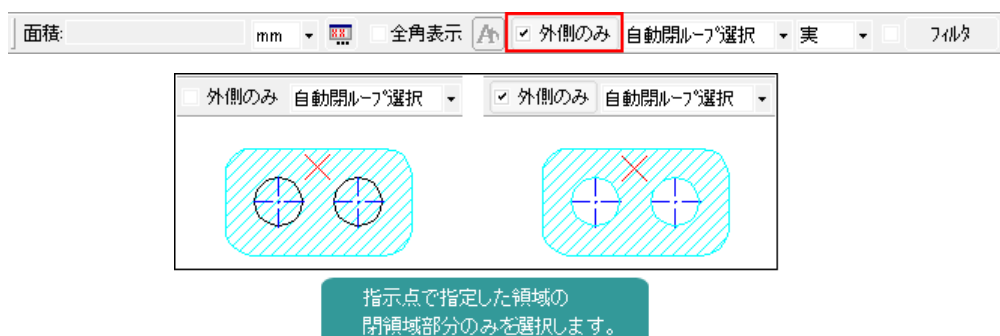 面積: mm 全角表示 外側のみ 自動閉ループ選択 実 フィルタ
外側のみ 自動閉ループ選択 外側のみ 自動閉ループ選択
指示点で指定した領域の
閉領域部分のみを選択します。